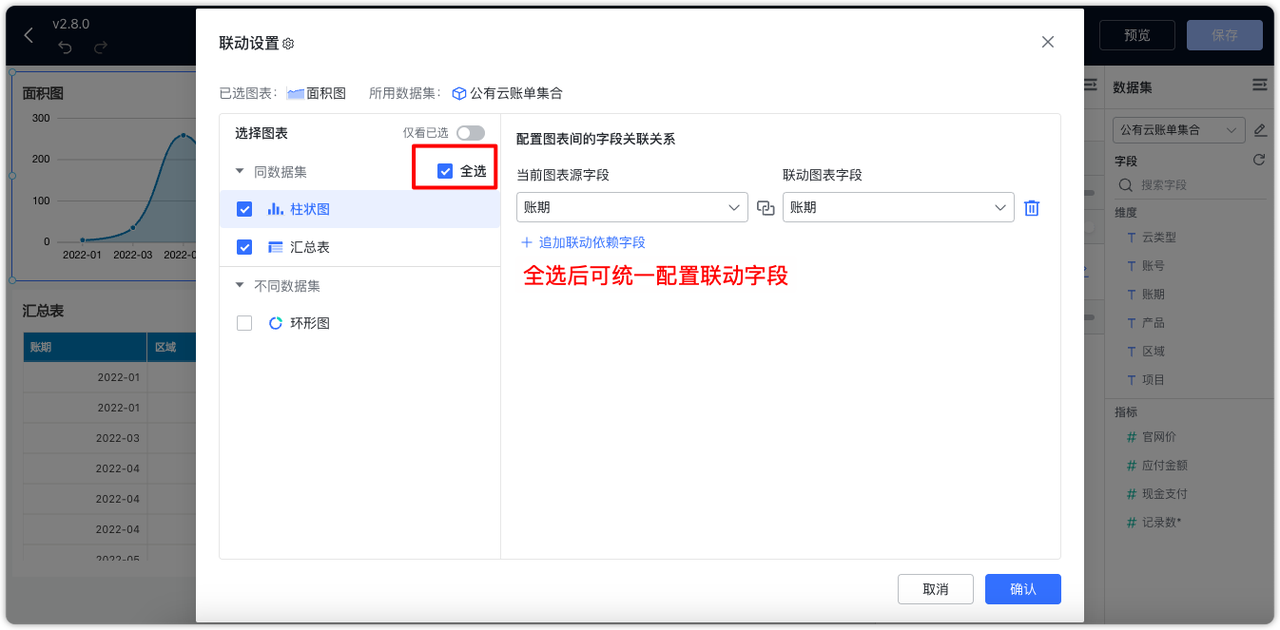 v2.8.0
预览
保存
面积图
300
200
100
0
2022-01
2022-03
汇总表
账期
区域
2022-01
2022-01
2022-03
2022-04
2022-04
2022-04
2022-05
联动设置
已选图表：
面积图
所用数据集：
公有云账单集合
选择图表
仅看已选
同数据集
全选
柱状图
汇总表
不同数据集
环形图
配置图表间的字段关联关系
当前图表源字段
联动图表字段
账期
账期
追加联动依赖字段
全选后可统一配置联动字段
取消
确认
数据集
公有云账单集合
字段
搜索字段
维度
T 云类型
T 账号
T 账期
T 产品
T 区域
T 项目
指标
# 官网价
# 应付金额
# 现金支付
# 记录数*